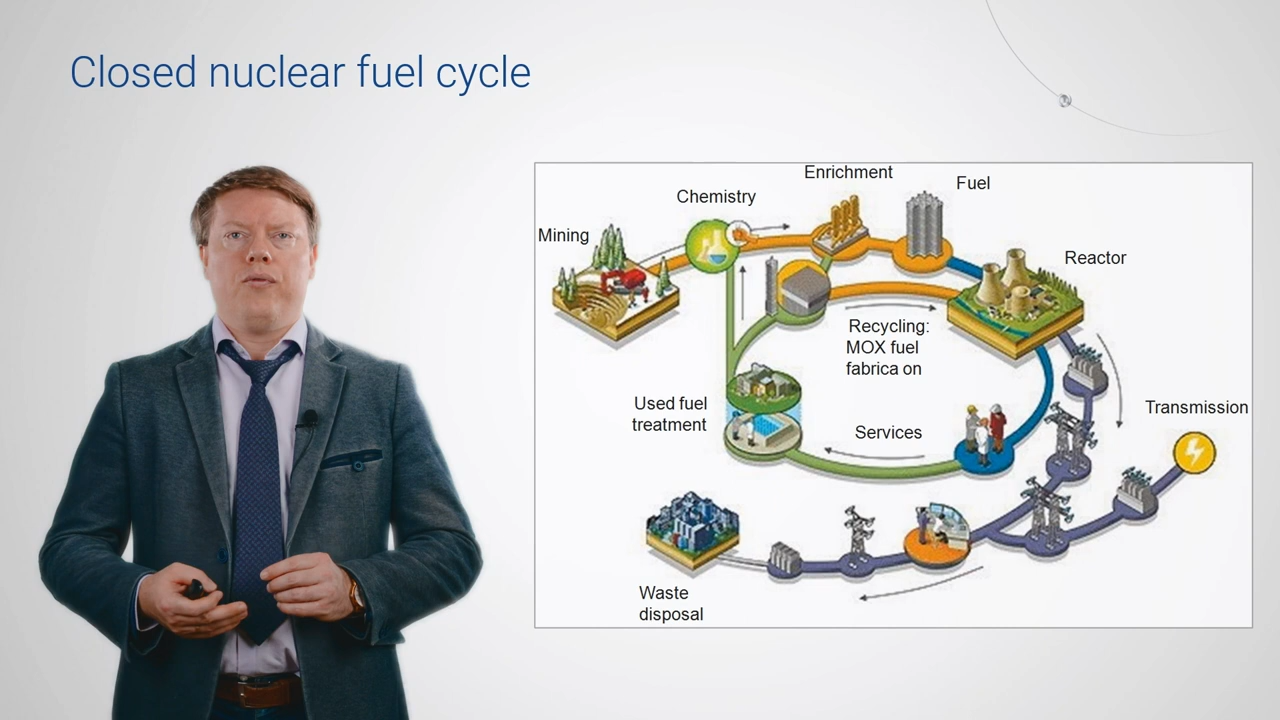 Closed nuclear fuel cycle
Enrichment
Fuel
Chemistry
Mining
Reactor
Recycling:
MOX fuel
fabrica on
Used fuel
treatment
Services
Transmission
Waste
disposal